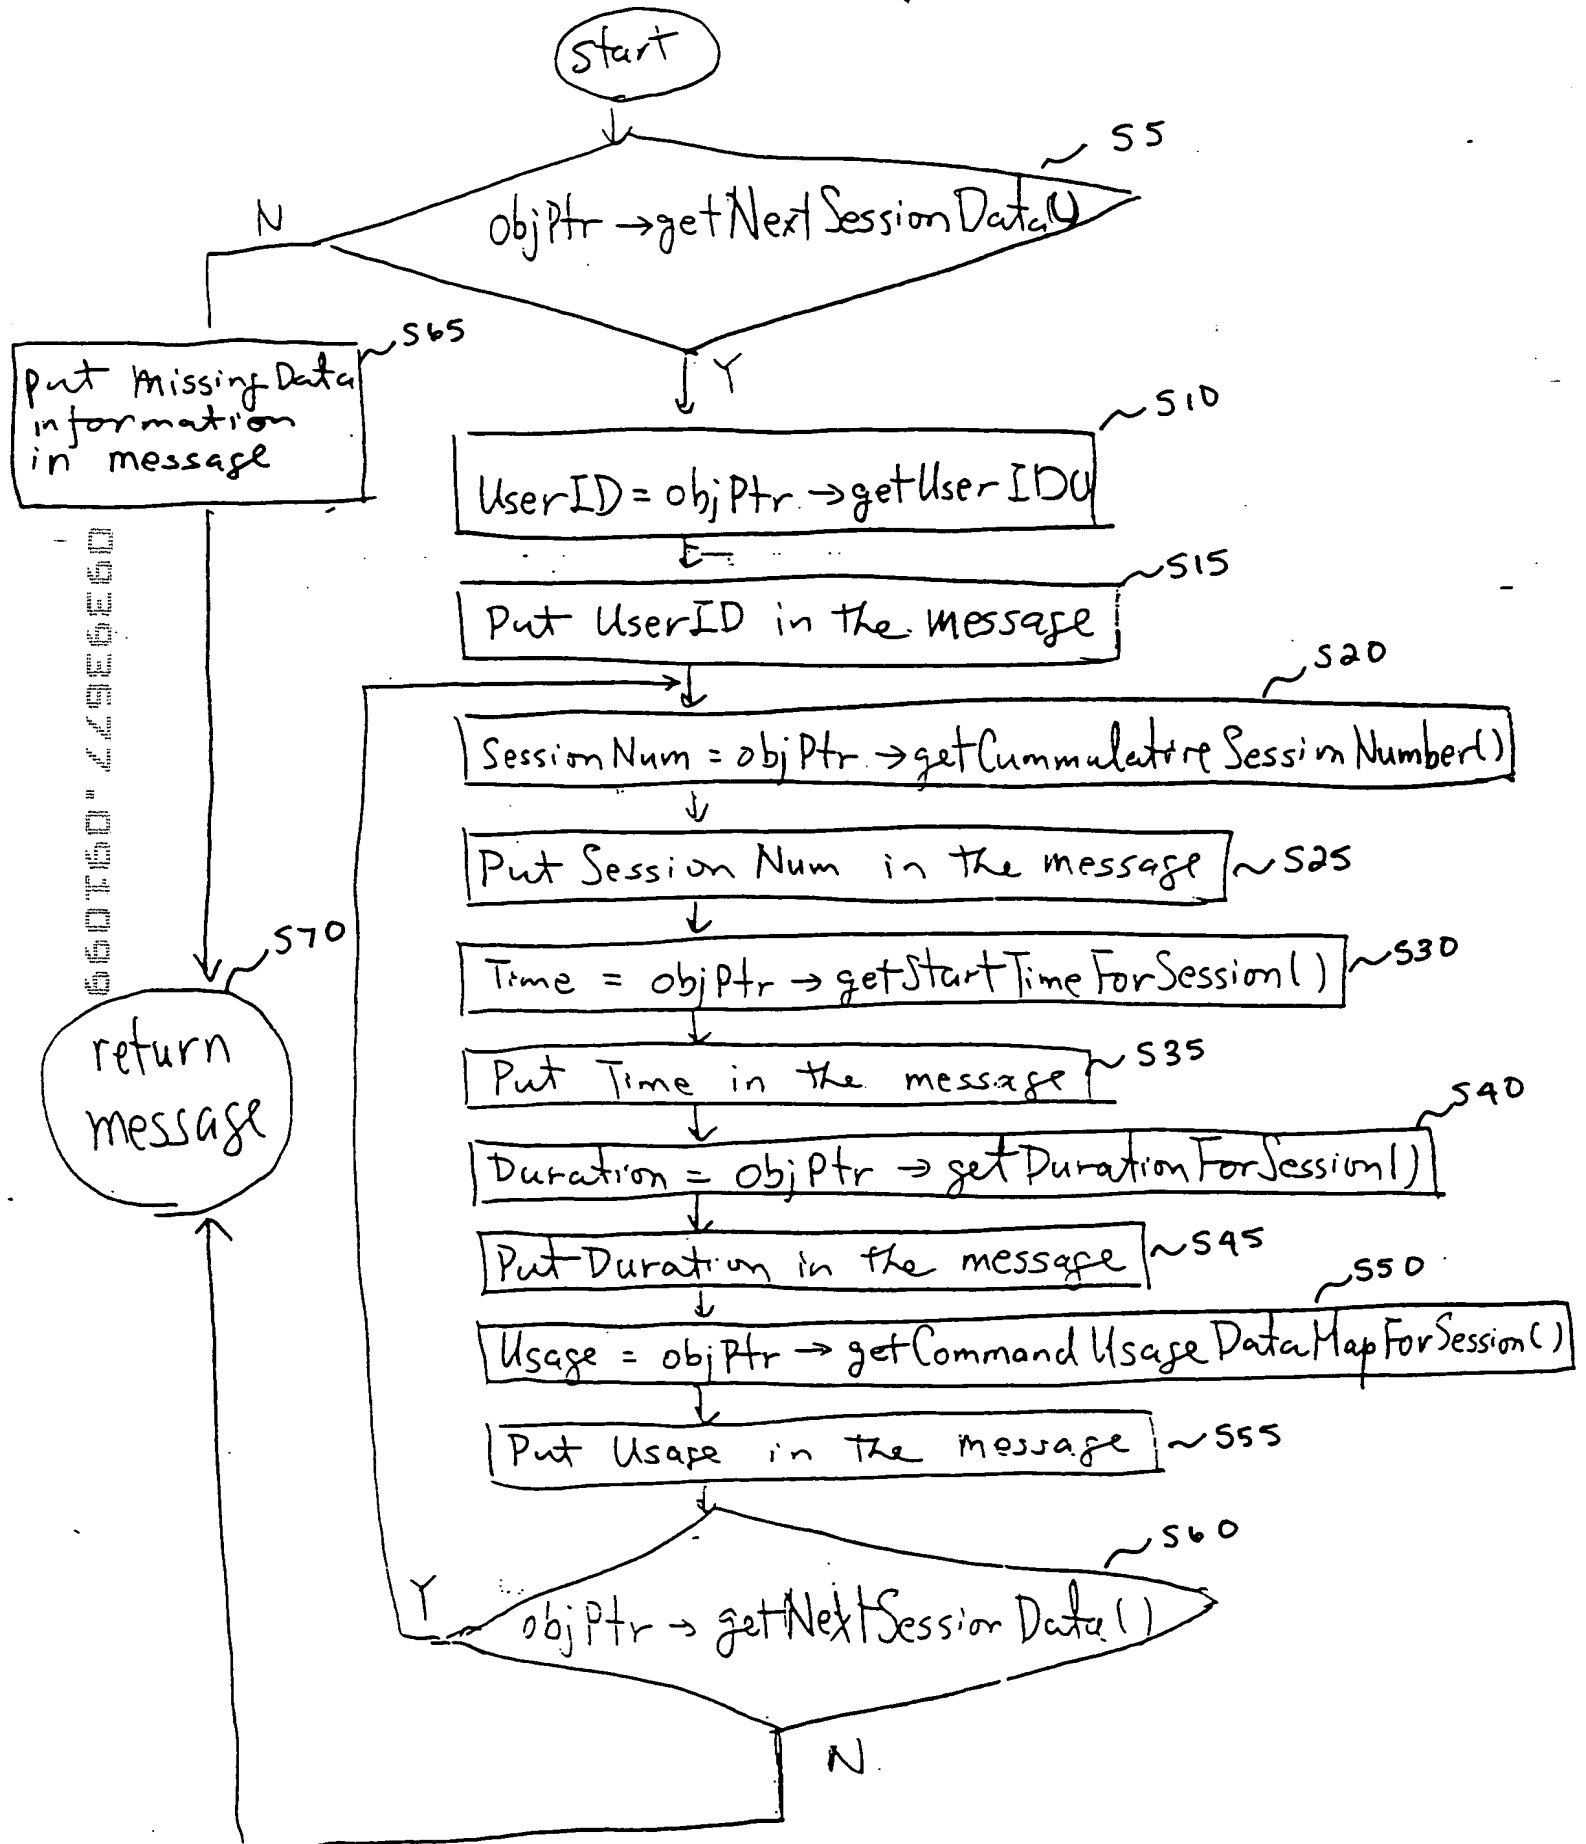 start
S5
objPtr → getNextSessionData()
N
Y
S65
put MissingData
information
in message
S10
UserID = objPtr → getUserID()
S15
Put UserID in the message
S20
SessionNum = objPtr → getCummulativeSessionNumber()
Put Session Num in the message
S25
S70
return
message
Time = objPtr → getStartTimeForSession()
S30
Put Time in the message
S35
S40
Duration = objPtr → getDurationForSession()
Put Duration in the message
S45
S50
Usage = objPtr → getCommandUsageDataMapForSession()
Put Usage in the message
S55
S60
Y
objPtr → getNextSessionData()
N